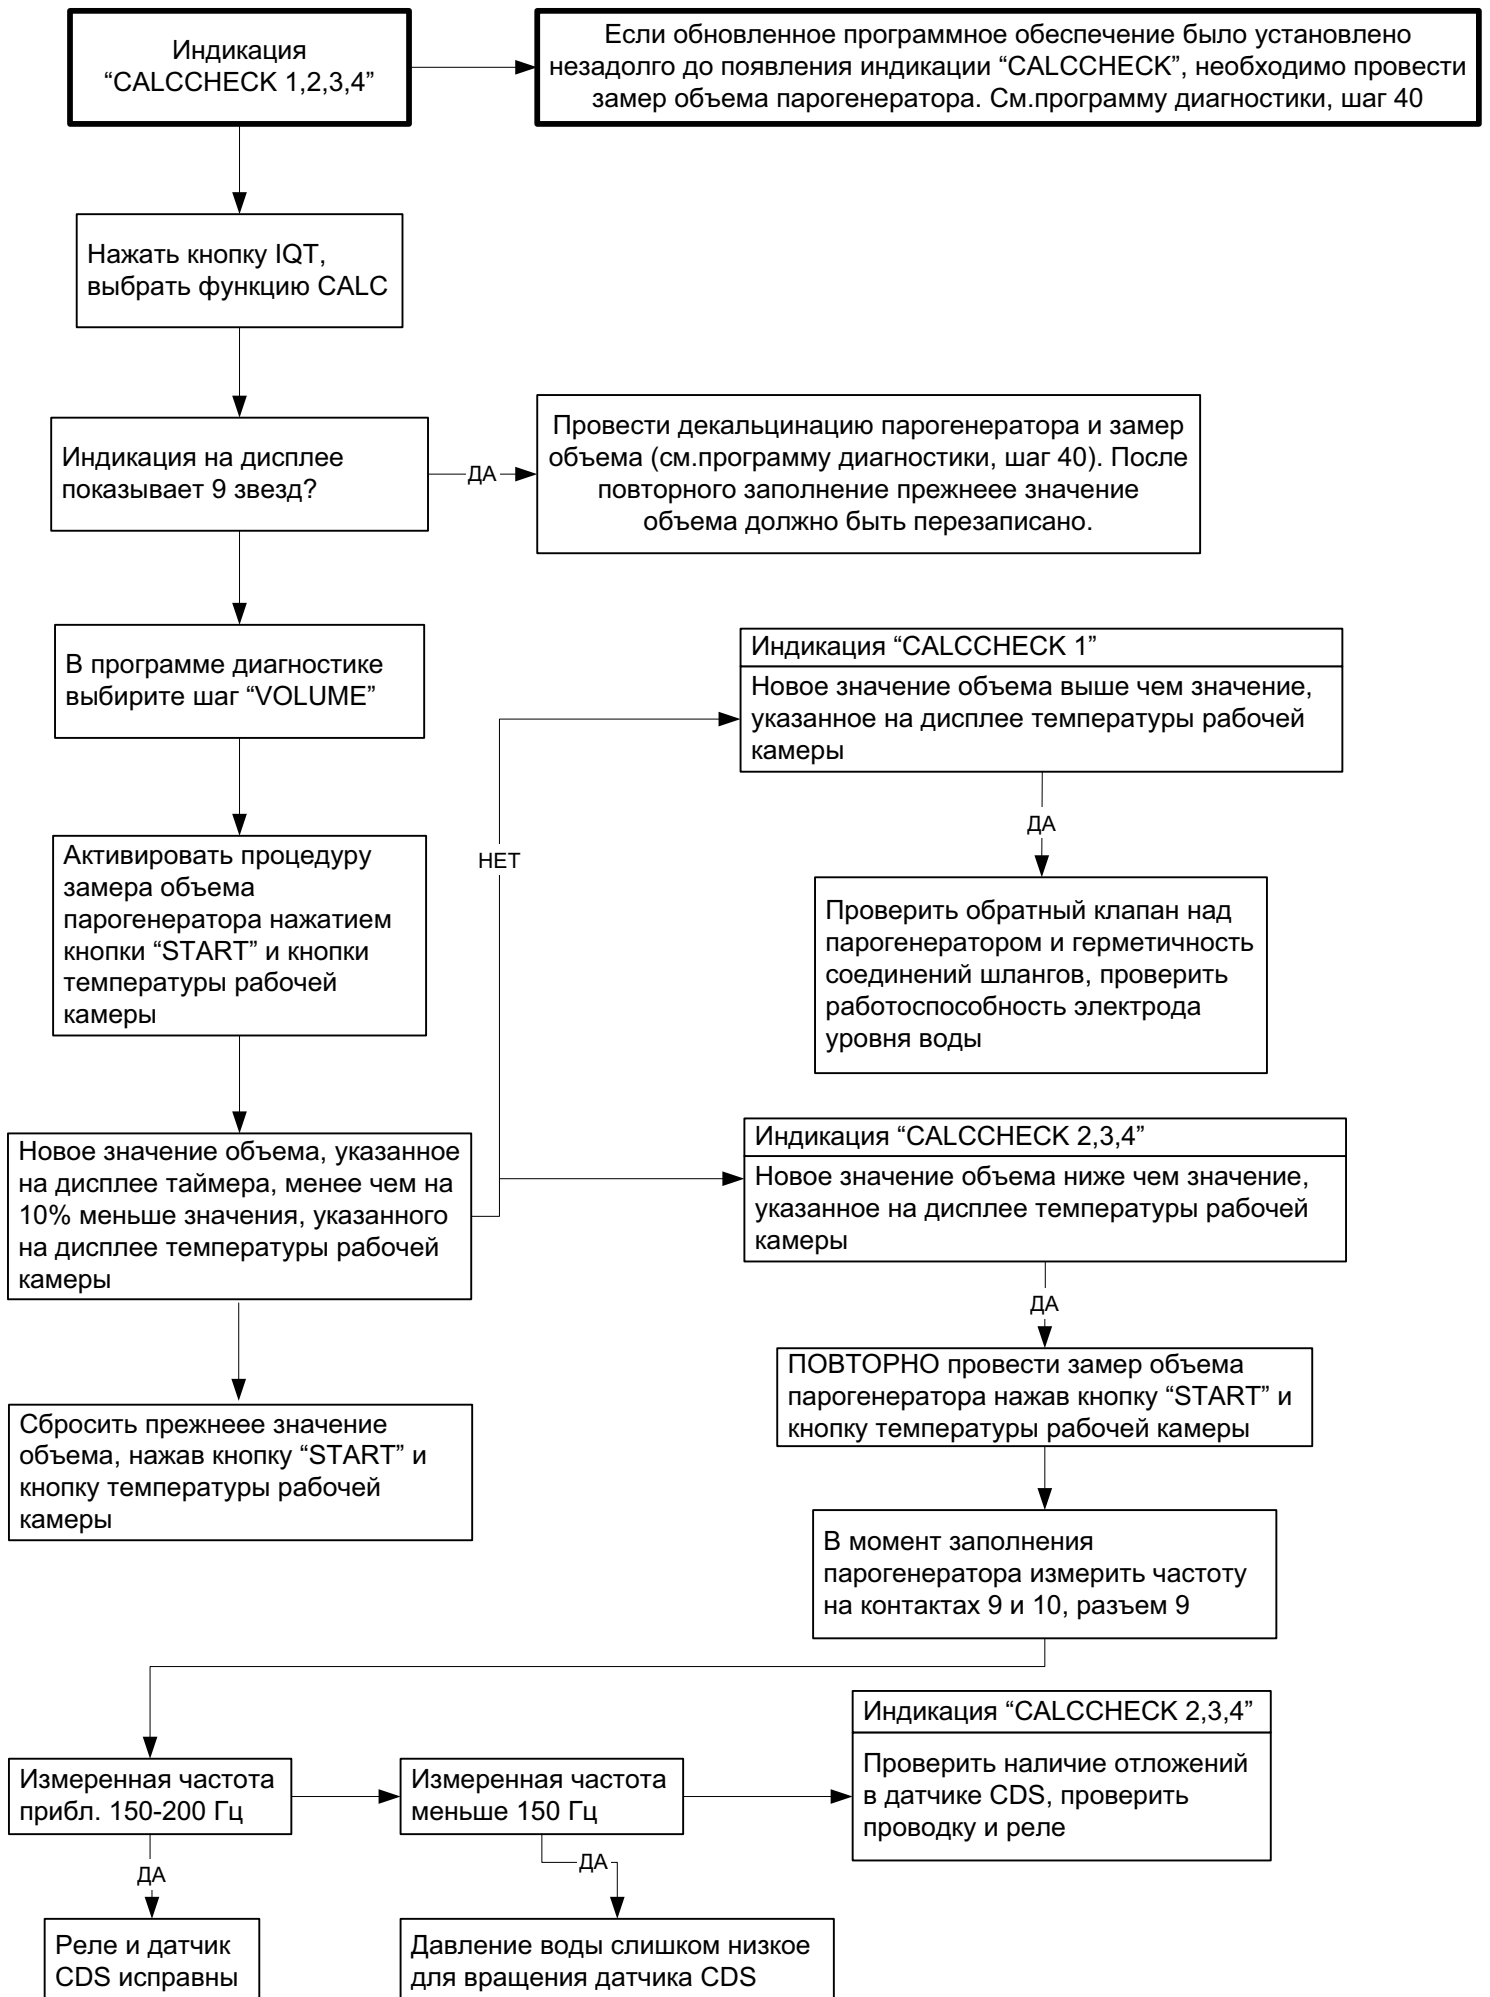 Индикация
“CALCCHECK 1,2,3,4”
Если обновленное программное обеспечение было установлено
незадолго до появления индикации “CALCCHECK”, необходимо провести
замер объема парогенератора. См.программу диагностики, шаг 40
Нажать кнопку IQT,
выбрать функцию CALC
Индикация на дисплее
показывает 9 звезд?
ДА
Провести декальцинацию парогенератора и замер
объема (см.программу диагностики, шаг 40). После
повторного заполнение прежнеее значение
объема должно быть перезаписано.
В программе диагностике
выбирите шаг “VOLUME”
Индикация “CALCCHECK 1”
Новое значение объема выше чем значение,
указанное на дисплее температуры рабочей
камеры
ДА
Активировать процедуру
замера объема
парогенератора нажатием
кнопки “START” и кнопки
температуры рабочей
камеры
НЕТ
Проверить обратный клапан над
парогенератором и герметичность
соединений шлангов, проверить
работоспособность электрода
уровня воды
Новое значение объема, указанное
на дисплее таймера, менее чем на
10% меньше значения, указанного
на дисплее температуры рабочей
камеры
Индикация “CALCCHECK 2,3,4”
Новое значение объема ниже чем значение,
указанное на дисплее температуры рабочей
камеры
ДА
Сбросить прежнеее значение
объема, нажав кнопку “START” и
кнопку температуры рабочей
камеры
ПОВТОРНО провести замер объема
парогенератора нажав кнопку “START” и
кнопку температуры рабочей камеры
В момент заполнения
парогенератора измерить частоту
на контактах 9 и 10, разъем 9
Измеренная частота
прибл. 150-200 Гц
Измеренная частота
меньше 150 Гц
Индикация “CALCCHECK 2,3,4”
Проверить наличие отложений
в датчике CDS, проверить
проводку и реле
ДА
ДА
Реле и датчик
CDS исправны
Давление воды слишком низкое
для вращения датчика CDS